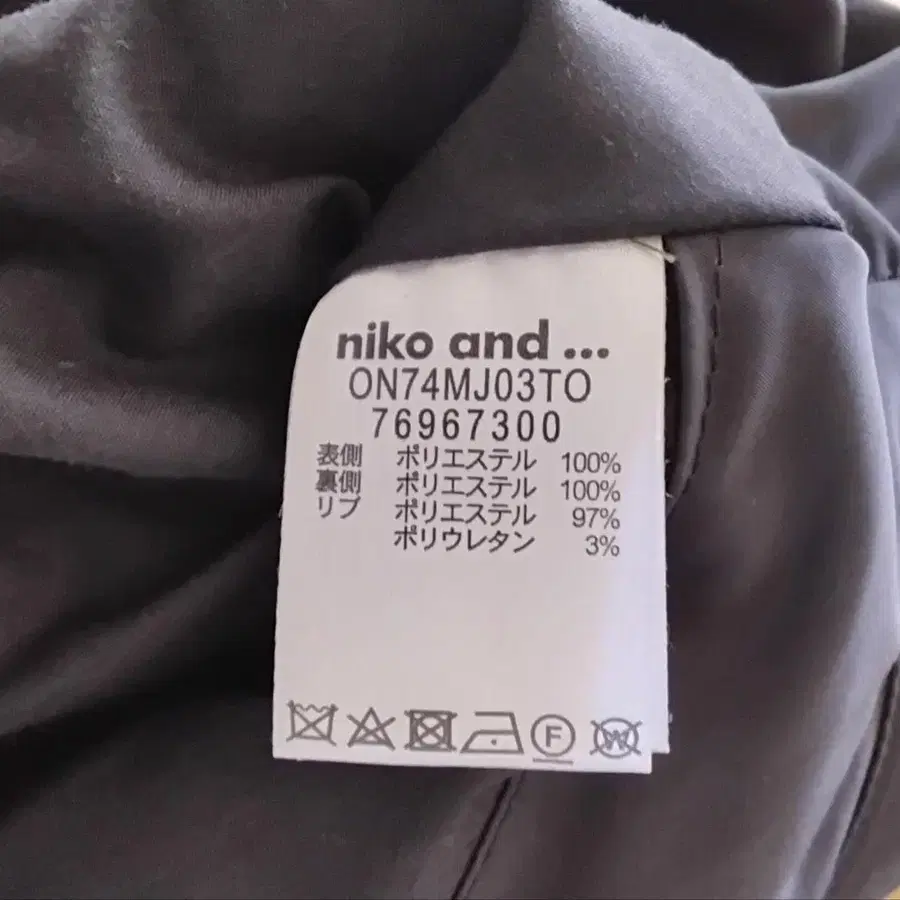 niko and ...
ON74MJ03TO
76967300
表側 ポリエステル 100%
裏側 ポリエステル 100%
リブ ポリエステル 97%
ポリウレタン 3%
F
W